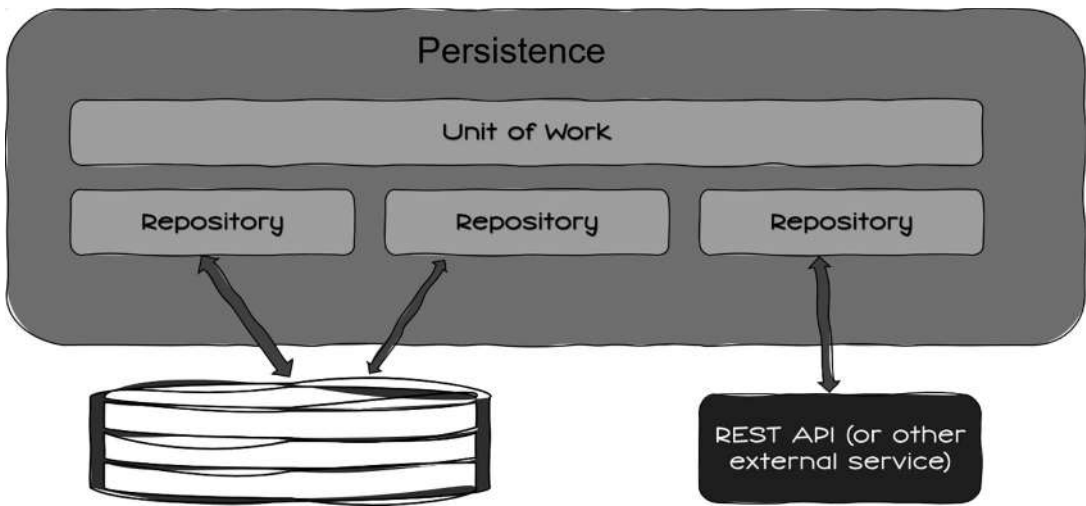 Persistence
Unit of Work
Repository
Repository
Repository
REST API (or other
external service)